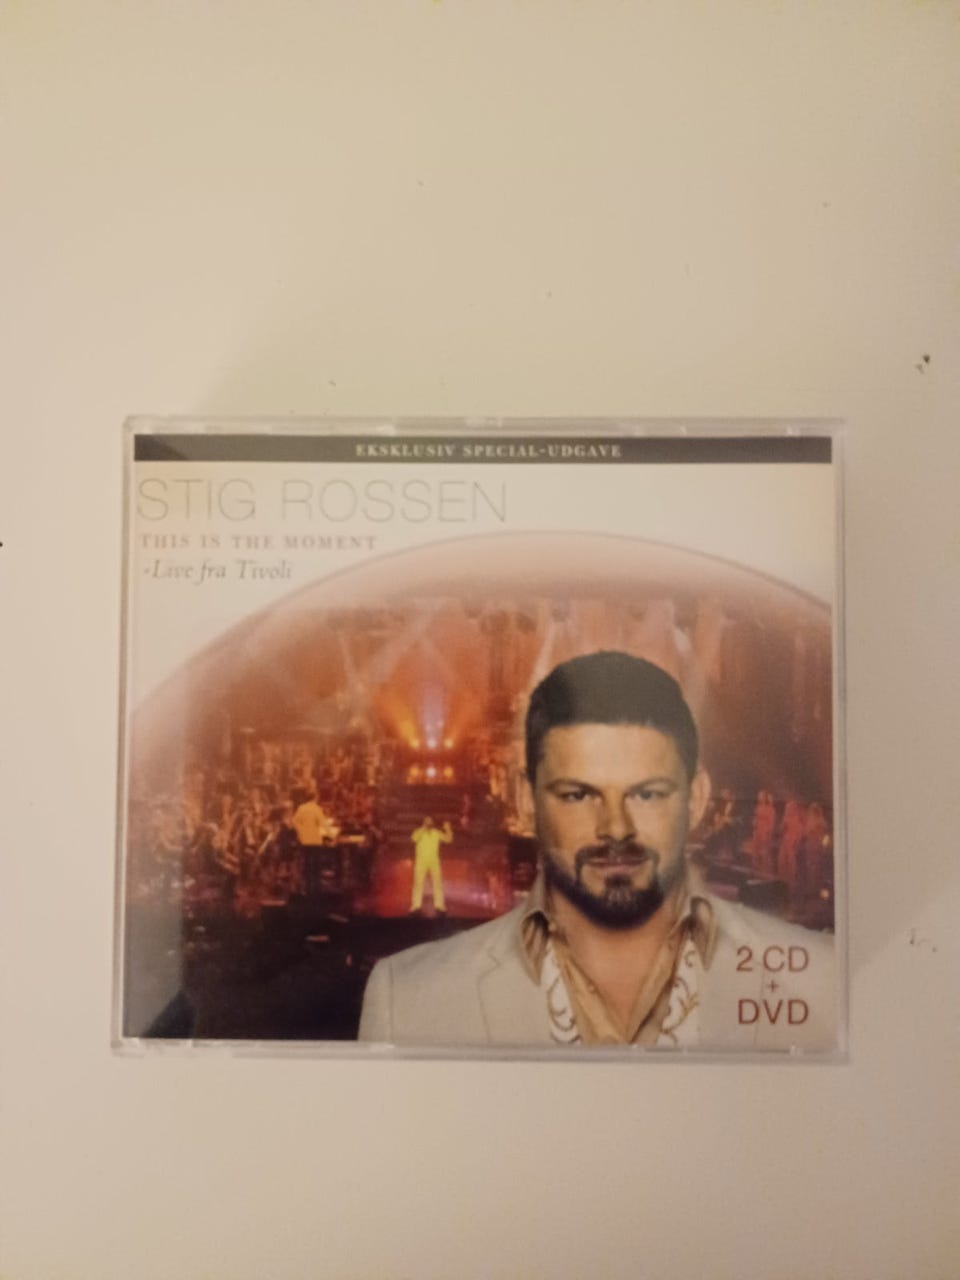 EKSKLUSIV SPECIAL-UDGAVE
STIG ROSSEN
THIS IS THE MOMENT
-Live fra Tivoli
2 CD
+
DVD